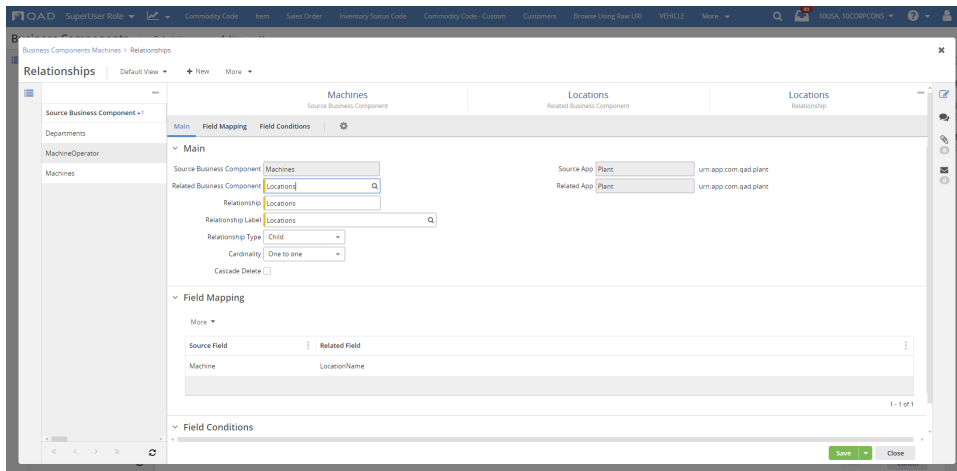 QAD SuperUser Role Commodity Code Item Sales Order Inventory Status Code Commodity Code - Custom Customers Browse Using Raw URI VEHICLE More 10USA, 10CORPCONS
Business Components Machines > Relationships
Relationships Default View + New More
Machines
Source Business Component
Locations
Related Business Component
Locations
Relationship
Source Business Component
Departments
MachineOperator
Machines
Main Field Mapping Field Conditions
Main
Source Business Component Machines
Source App Plant urn:app:com.qad.plant
Related Business Component Locations
Related App Plant urn:app:com.qad.plant
Relationship Locations
Relationship Label Locations
Relationship Type Child
Cardinality One to one
Cascade Delete
Field Mapping
More
Source Field Related Field
Machine LocationName
1 - 1 of 1
Field Conditions
Save Close